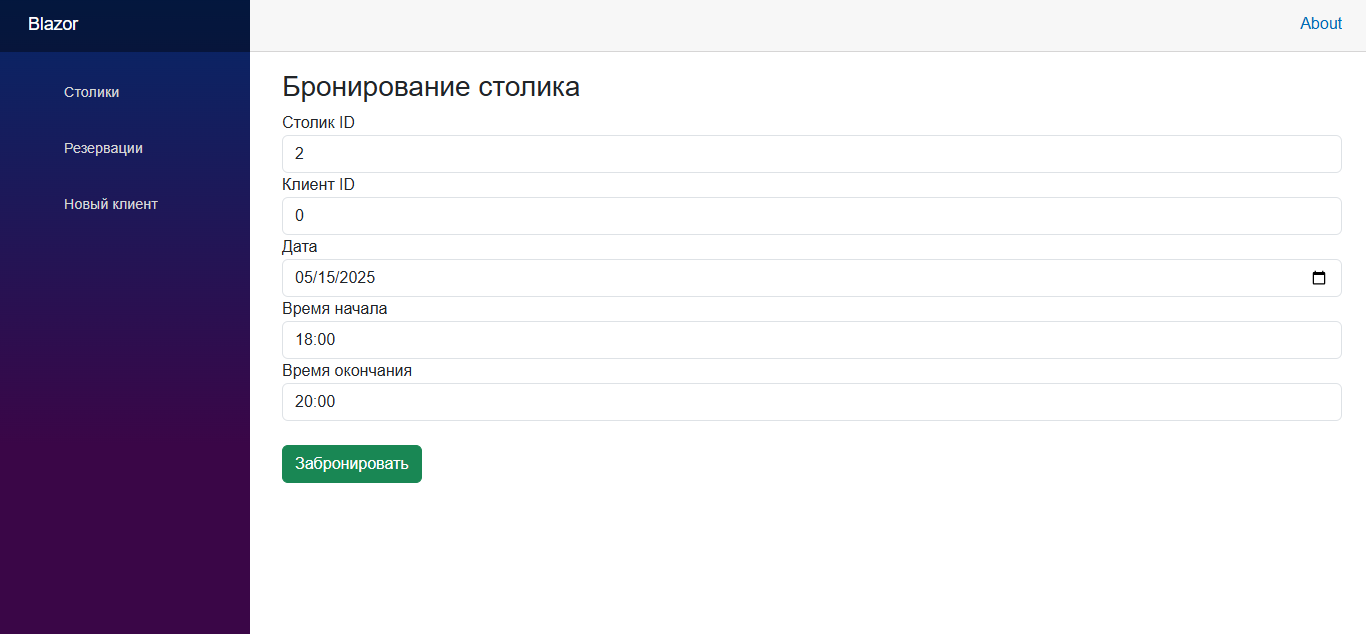 Blazor
About
Столики
Резервации
Новый клиент
Бронирование столика
Столик ID
2
Клиент ID
0
Дата
05/15/2025
Время начала
18:00
Время окончания
20:00
Забронировать